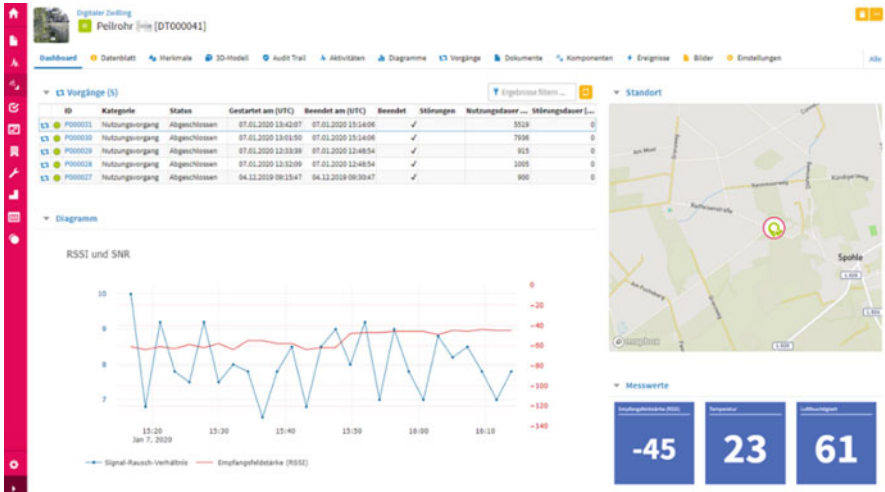 Digitaler Zwilling
Peilrohr [DT000041]
Dashboard Datenblatt Merkmale 3D-Modell Audit Trail Aktivitäten Diagramme Vorgänge Dokumente Komponenten Ereignisse Bilder Einstellungen Alle
Vorgänge (5)
Ergebnisse filtern ...
ID Kategorie Status Gestartet am (UTC) Beendet am (UTC) Beendet Störungen Nutzungsdauer ... Störungsdauer [...
P000031 Nutzungsvorgang Abgeschlossen 07.01.2020 13:42:07 07.01.2020 15:14:06 ✓ 5519 0
P000030 Nutzungsvorgang Abgeschlossen 07.01.2020 13:01:50 07.01.2020 15:14:06 ✓ 7936 0
P000029 Nutzungsvorgang Abgeschlossen 07.01.2020 12:33:39 07.01.2020 12:48:54 ✓ 915 0
P000028 Nutzungsvorgang Abgeschlossen 07.01.2020 12:32:09 07.01.2020 12:48:54 ✓ 1005 0
P000027 Nutzungsvorgang Abgeschlossen 04.12.2019 09:15:47 04.12.2019 09:30:47 ✓ 900 0
Standort
Am Moor
Raiffeisenstraße
Spohle
L 820
L 820
mapbox
Diagramm
RSSI und SNR
10
9
8
7
0
−20
−40
−60
−80
−100
−120
−140
15:20 15:30 15:40 15:50 16:00 16:10
Jan 7, 2020
Signal-Rausch-Verhältnis Empfangsfeldstärke (RSSI)
Messwerte
Empfangsfeldstärke (RSSI) Temperatur Luftfeuchtigkeit
-45 23 61